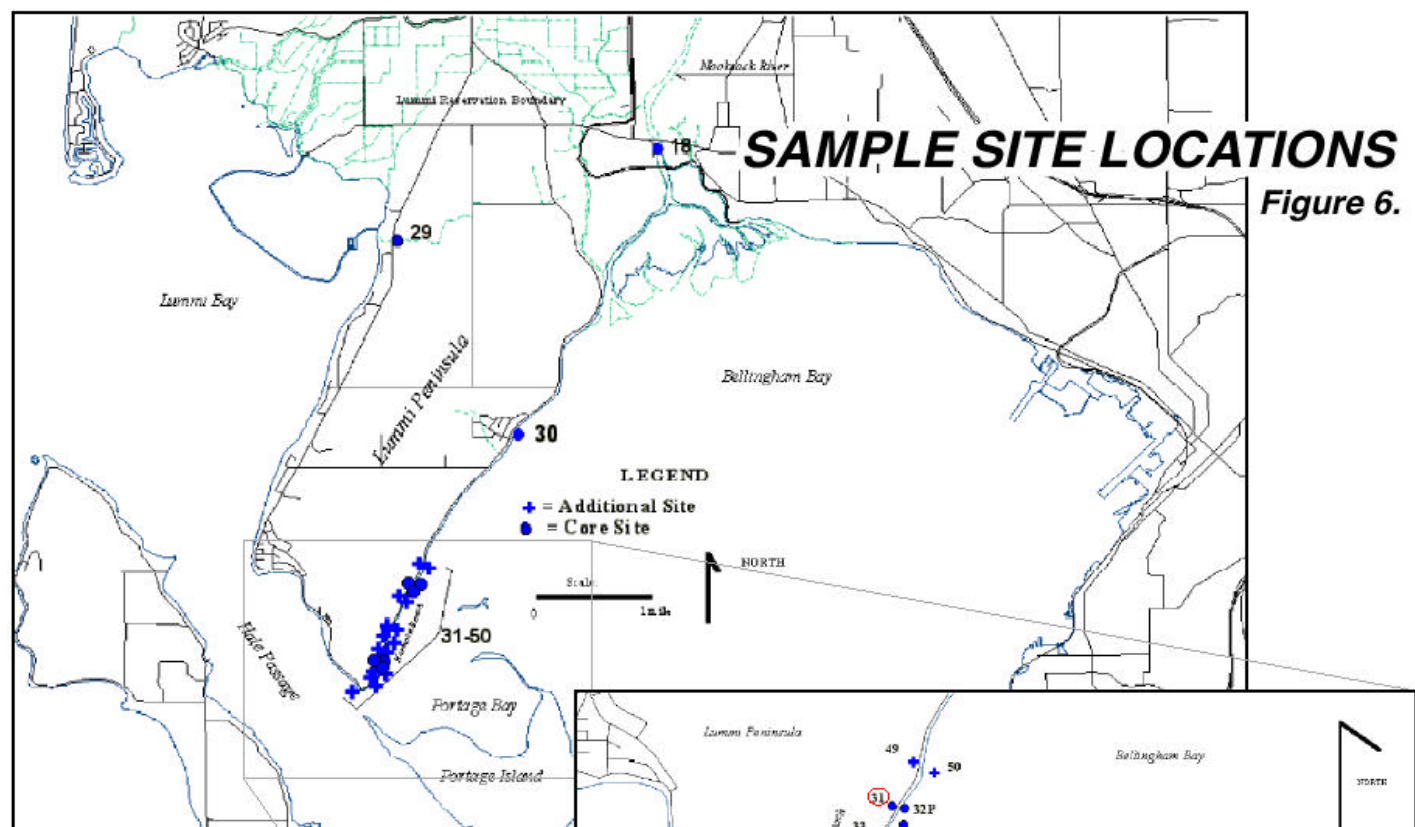 Nooksack River
Lummi Reservation Boundary
18
SAMPLE SITE LOCATIONS
Figure 6.
29
Lummi Bay
Lummi Peninsula
Bellingham Bay
30
LEGEND
+ = Additional Site
● = Core Site
NORTH
Scale:
0
1 mile
31-50
Hale Passage
Portage Bay
Portage Island
Lummi Peninsula
Bellingham Bay
49
50
NORTH
31
32P
33